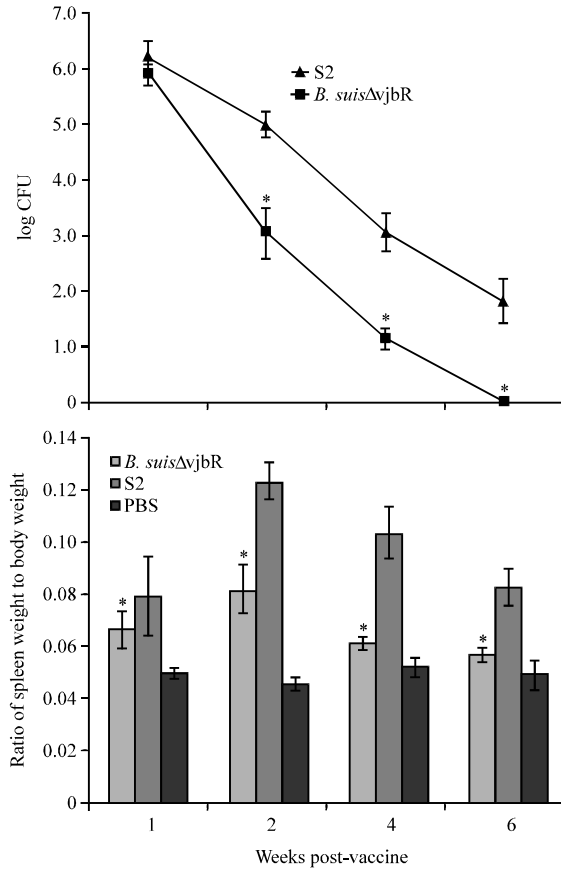 6.0
5.0
4.0
3.0
2.0
1.0
0
log CFU
S2
B. suisΔvjbR
*
*
*
0.14
0.12
0.10
0.08
0.06
0.04
0.02
0
Ratio of spleen weight to body weight
B. suisΔvjbR
S2
PBS
*
*
*
*
1 2 4 6
Weeks post-vaccine